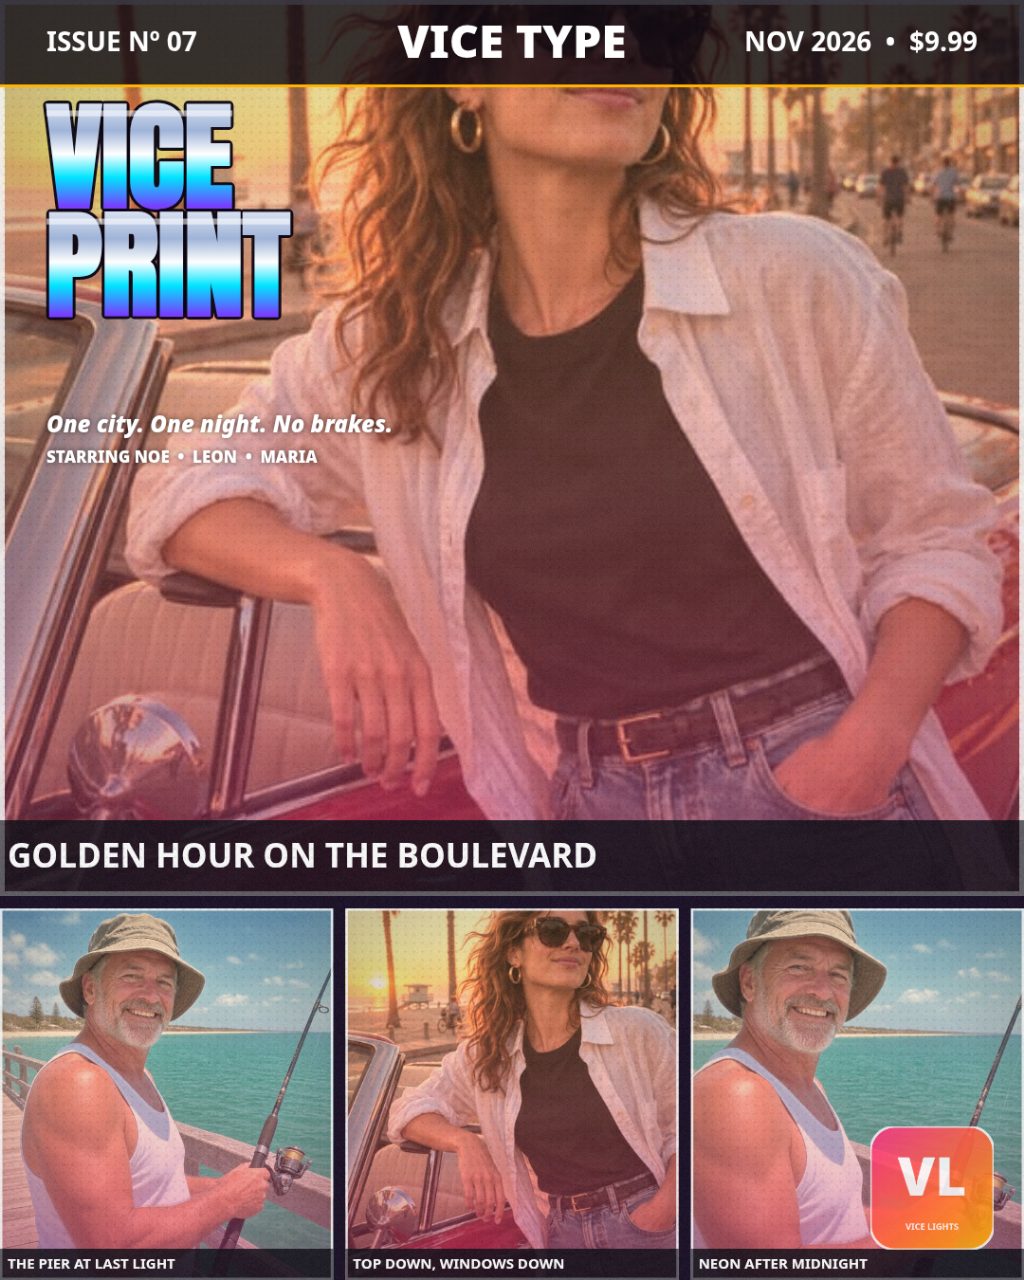 ISSUE Nº 07
VICE TYPE
NOV 2026 • $9.99
VICE
PRINT
One city. One night. No brakes.
STARRING NOE • LEON • MARIA
GOLDEN HOUR ON THE BOULEVARD
THE PIER AT LAST LIGHT
TOP DOWN, WINDOWS DOWN
VL
VICE LIGHTS
NEON AFTER MIDNIGHT